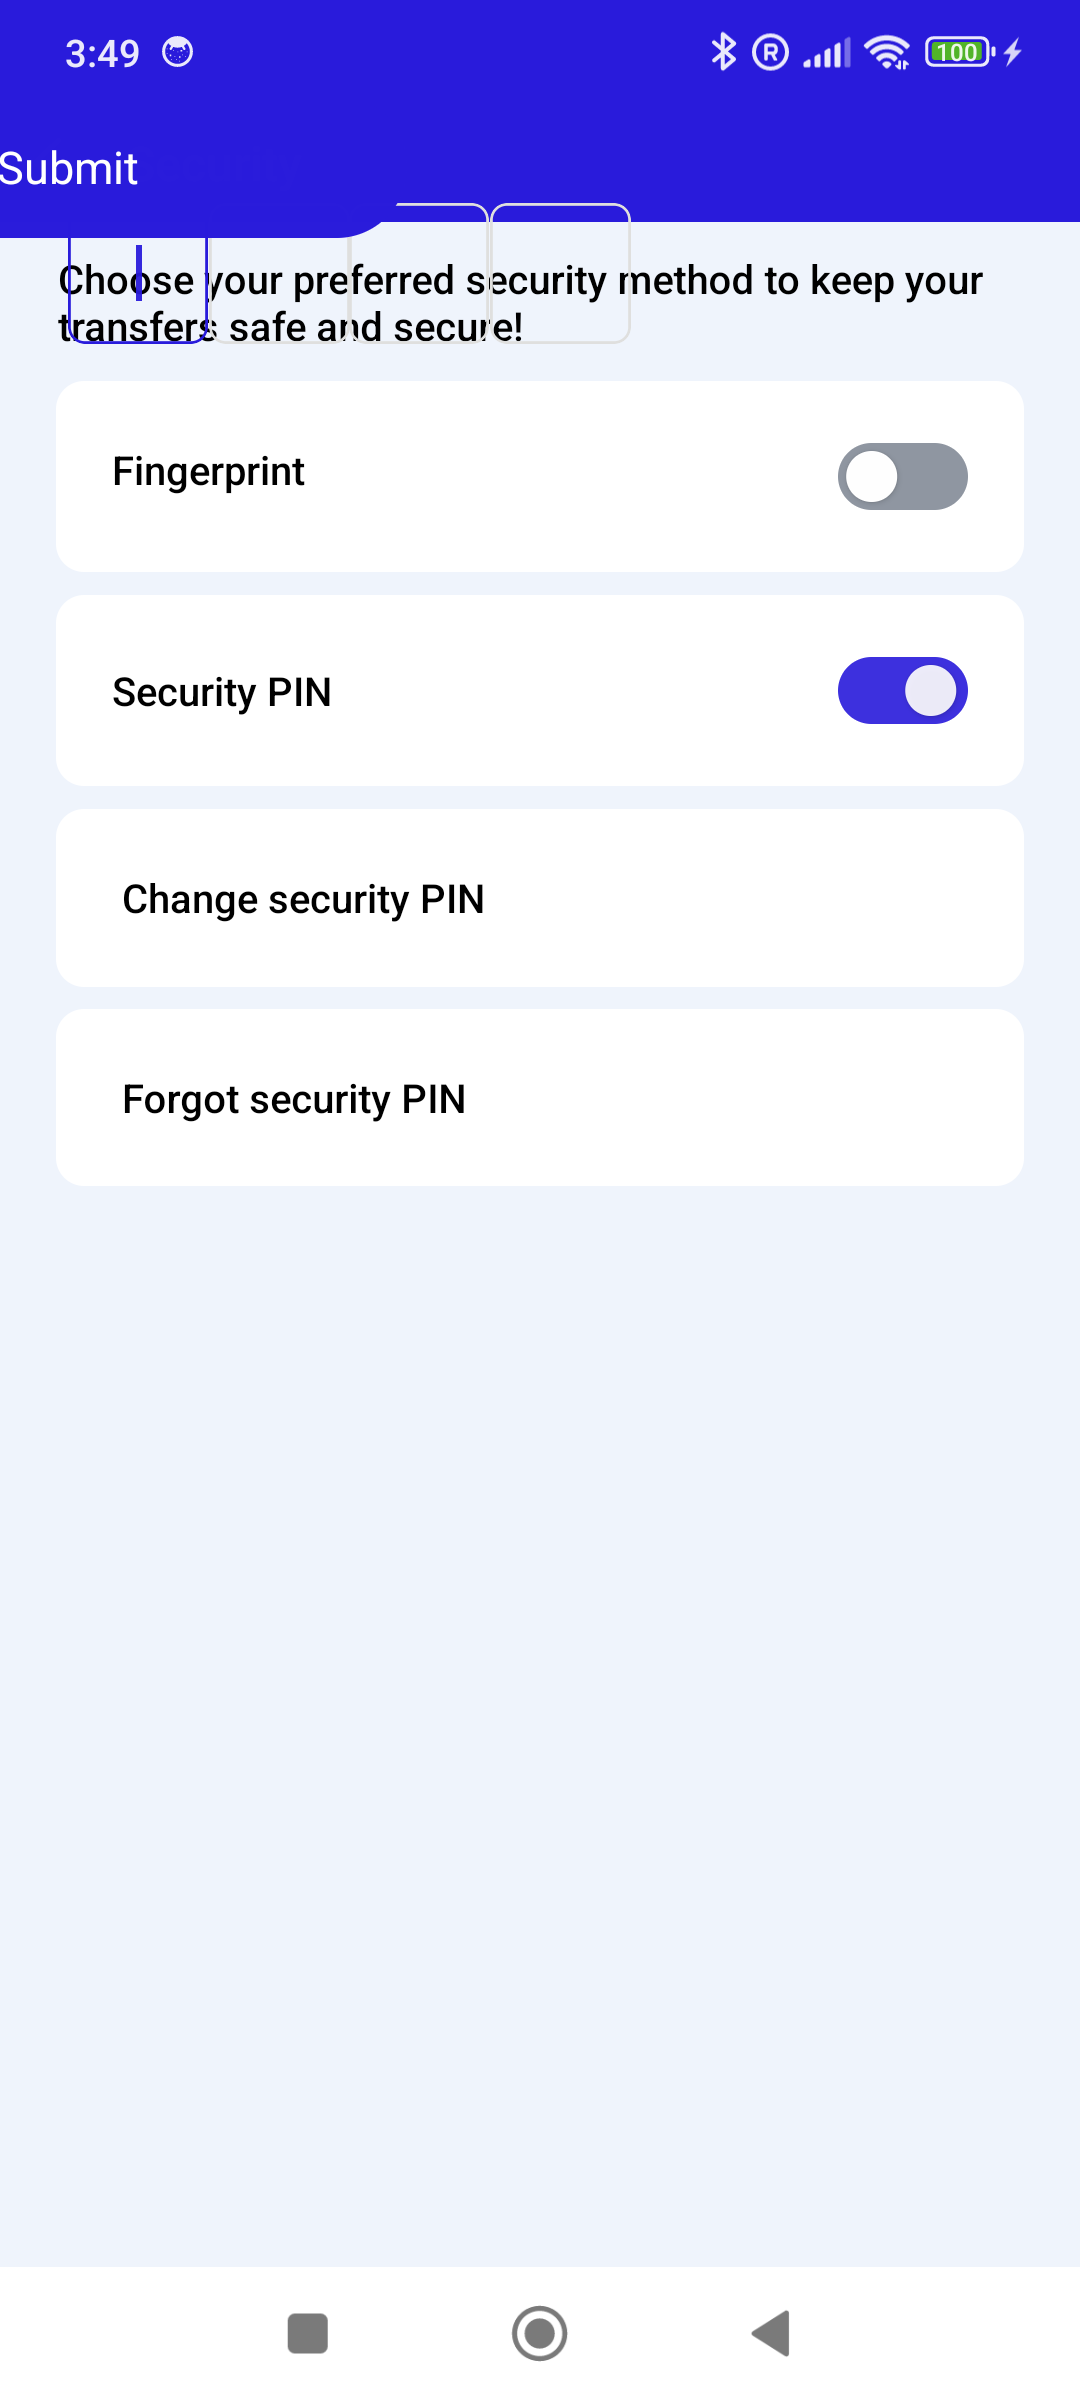 3:49
R
100
Submit
Choose your preferred security method to keep your
transfers safe and secure!
Fingerprint
Security PIN
Change security PIN
Forgot security PIN